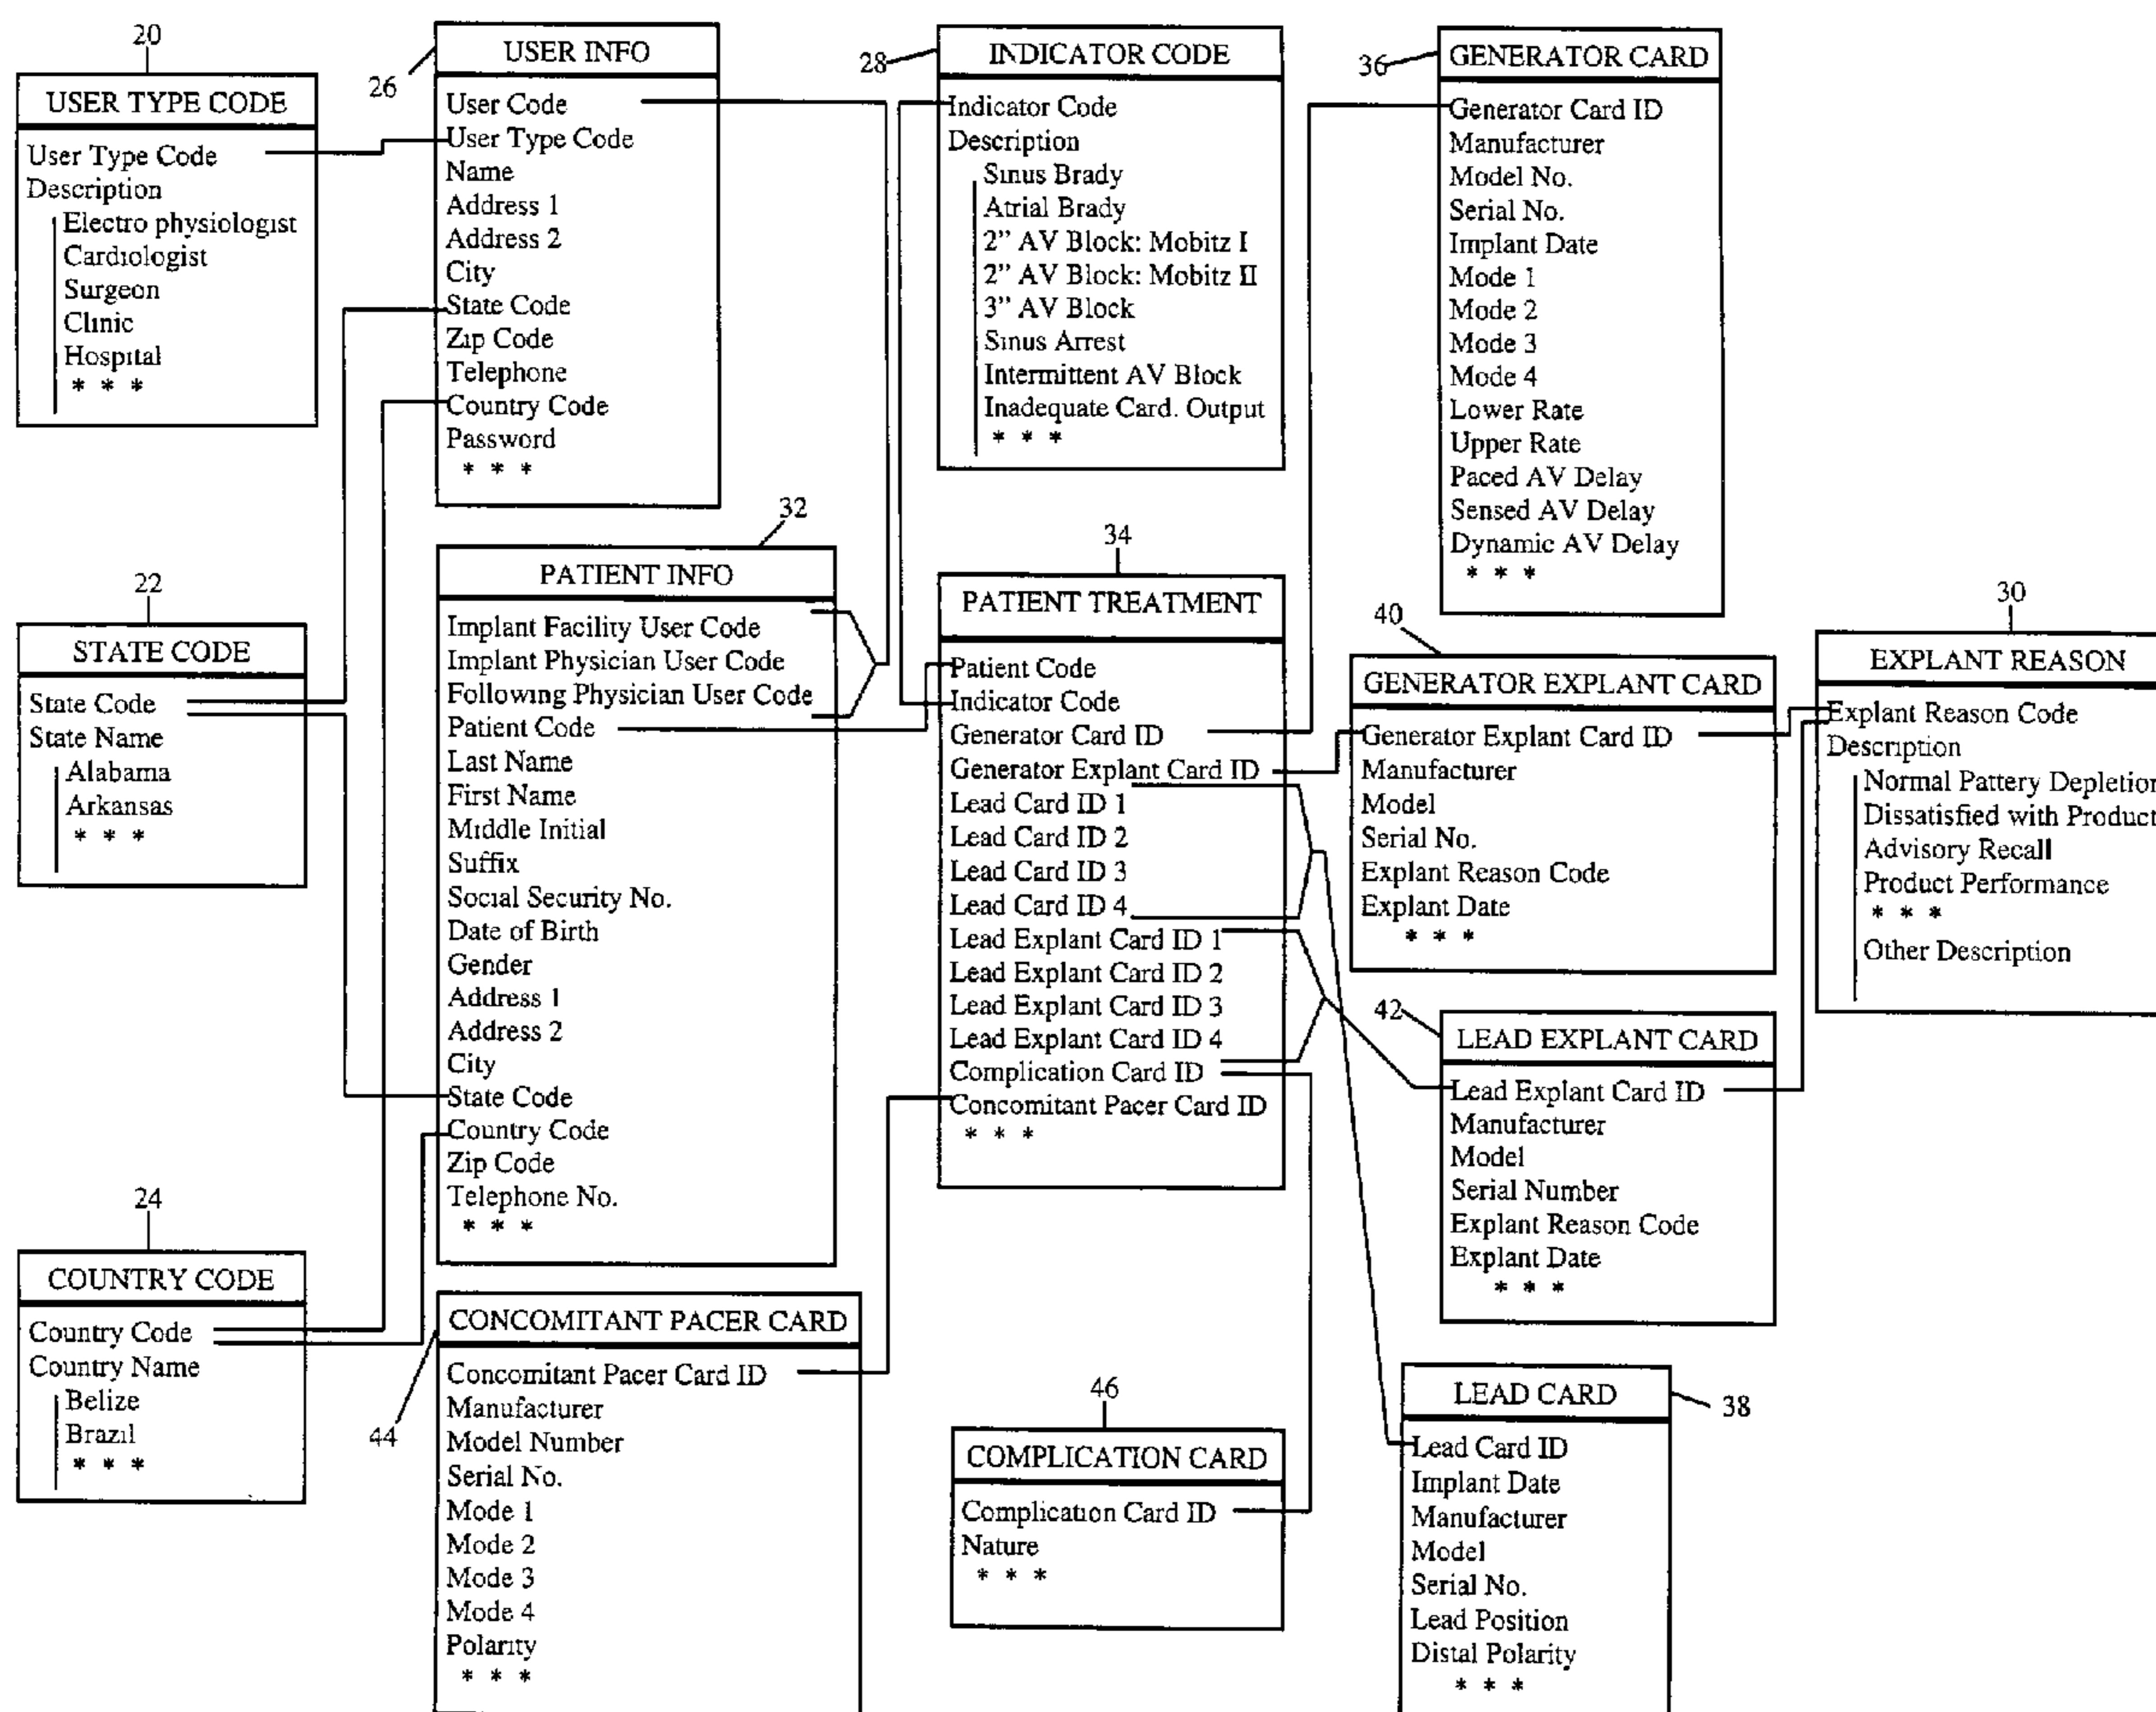 20
USER TYPE CODE
User Type Code
Description
Electro physiologist
Cardiologist
Surgeon
Clinic
Hospital
* * *
22
STATE CODE
State Code
State Name
Alabama
Arkansas
* * *
24
COUNTRY CODE
Country Code
Country Name
Belize
Brazil
* * *
26
USER INFO
User Code
User Type Code
Name
Address 1
Address 2
City
State Code
Zip Code
Telephone
Country Code
Password
* * *
32
PATIENT INFO
Implant Facility User Code
Implant Physician User Code
Following Physician User Code
Patient Code
Last Name
First Name
Middle Initial
Suffix
Social Security No.
Date of Birth
Gender
Address 1
Address 2
City
State Code
Country Code
Zip Code
Telephone No.
* * *
44
CONCOMITANT PACER CARD
Concomitant Pacer Card ID
Manufacturer
Model Number
Serial No.
Mode 1
Mode 2
Mode 3
Mode 4
Polarity
* * *
28
INDICATOR CODE
Indicator Code
Description
Sinus Brady
Atrial Brady
2" AV Block: Mobitz I
2" AV Block: Mobitz II
3" AV Block
Sinus Arrest
Intermittent AV Block
Inadequate Card. Output
* * *
34
PATIENT TREATMENT
Patient Code
Indicator Code
Generator Card ID
Generator Explant Card ID
Lead Card ID 1
Lead Card ID 2
Lead Card ID 3
Lead Card ID 4
Lead Explant Card ID 1
Lead Explant Card ID 2
Lead Explant Card ID 3
Lead Explant Card ID 4
Complication Card ID
Concomitant Pacer Card ID
* * *
46
COMPLICATION CARD
Complication Card ID
Nature
* * *
36
GENERATOR CARD
Generator Card ID
Manufacturer
Model No.
Serial No.
Implant Date
Mode 1
Mode 2
Mode 3
Mode 4
Lower Rate
Upper Rate
Paced AV Delay
Sensed AV Delay
Dynamic AV Delay
* * *
40
GENERATOR EXPLANT CARD
Generator Explant Card ID
Manufacturer
Model
Serial No.
Explant Reason Code
Explant Date
* * *
42
LEAD EXPLANT CARD
Lead Explant Card ID
Manufacturer
Model
Serial Number
Explant Reason Code
Explant Date
* * *
38
LEAD CARD
Lead Card ID
Implant Date
Manufacturer
Model
Serial No.
Lead Position
Distal Polarity
* * *
30
EXPLANT REASON
Explant Reason Code
Description
Normal Pattery Depletion
Dissatisfied with Product
Advisory Recall
Product Performance
* * *
Other Description